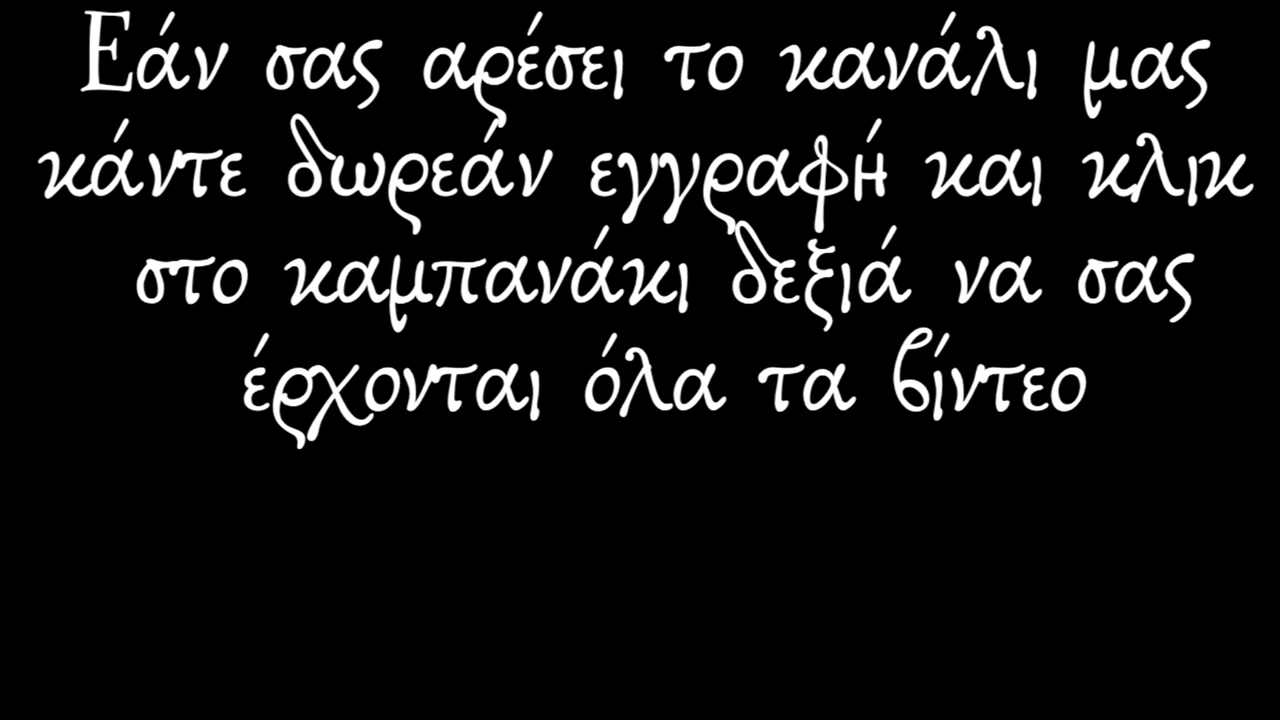 Εάν σας αρέσει το κανάλι μας
κάντε δωρεάν εγγραφή και κλικ
στο καμπανάκι δεξιά να σας
έρχονται όλα τα βίντεο